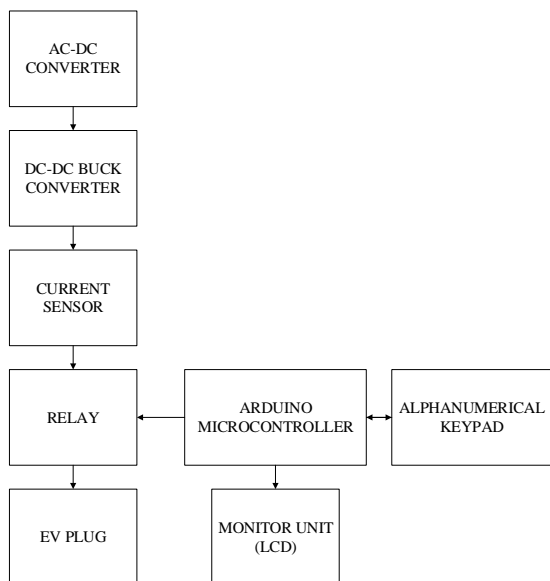 AC-DC
CONVERTER
DC-DC BUCK
CONVERTER
CURRENT
SENSOR
RELAY
ARDUINO
MICROCONTROLLER
ALPHANUMERICAL
KEYPAD
EV PLUG
MONITOR UNIT
(LCD)